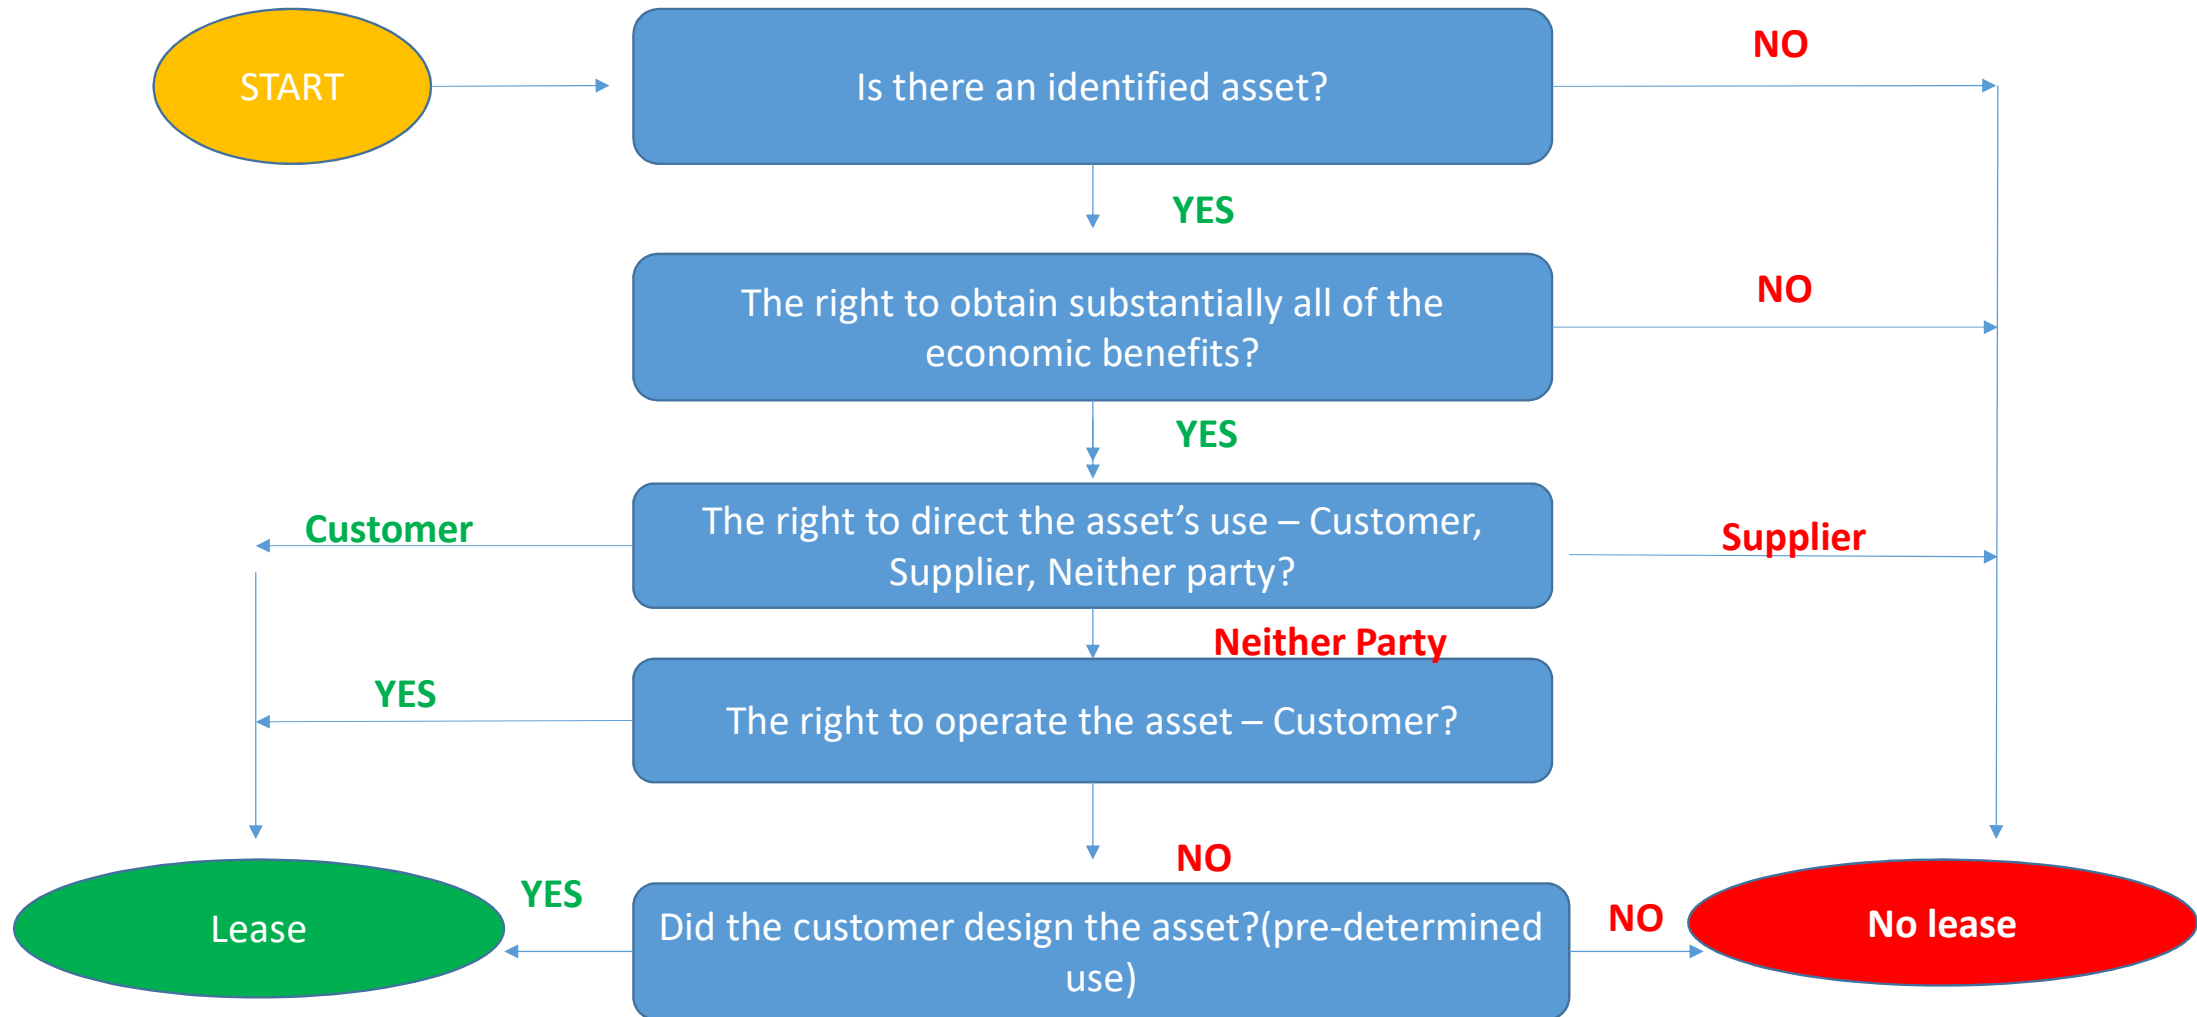 START
Is there an identified asset?
NO
YES
The right to obtain substantially all of the
economic benefits?
NO
YES
Customer
The right to direct the asset’s use – Customer,
Supplier, Neither party?
Supplier
Neither Party
YES
The right to operate the asset – Customer?
NO
Lease
YES
Did the customer design the asset?(pre-determined
use)
NO
No lease